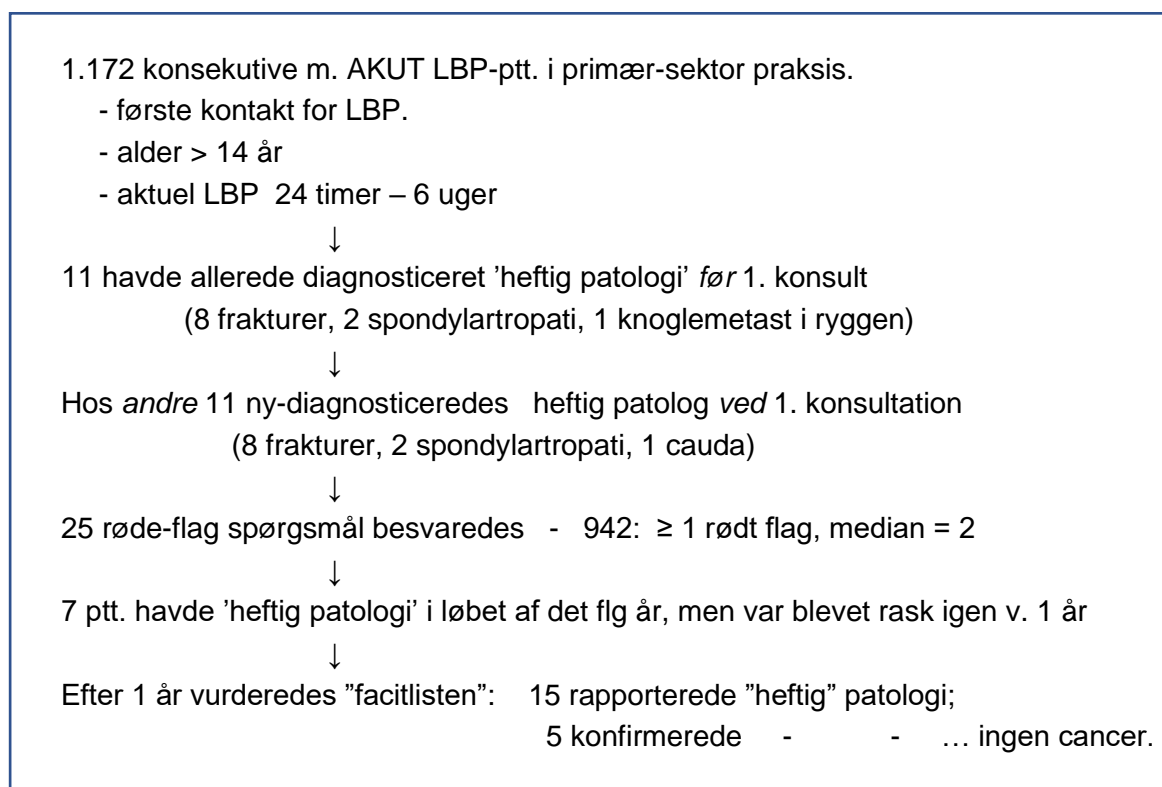 1.172 konsekutive m. AKUT LBP-ptt. i primær-sektor praksis.
- første kontakt for LBP.
- alder > 14 år
- aktuel LBP 24 timer – 6 uger
↓
11 havde allerede diagnosticeret ’heftig patologi’ før 1. konsult
(8 frakturer, 2 spondylartropati, 1 knoglemetast i ryggen)
↓
Hos andre 11 ny-diagnosticeredes heftig patolog ved 1. konsultation
(8 frakturer, 2 spondylartropati, 1 cauda)
↓
25 røde-flag spørgsmål besvaredes - 942: ≥ 1 rødt flag, median = 2
↓
7 ptt. havde ’heftig patologi’ i løbet af det flg år, men var blevet rask igen v. 1 år
↓
Efter 1 år vurderedes ”facitlisten”: 15 rapporterede ”heftig” patologi;
5 konfirmerede - - … ingen cancer.